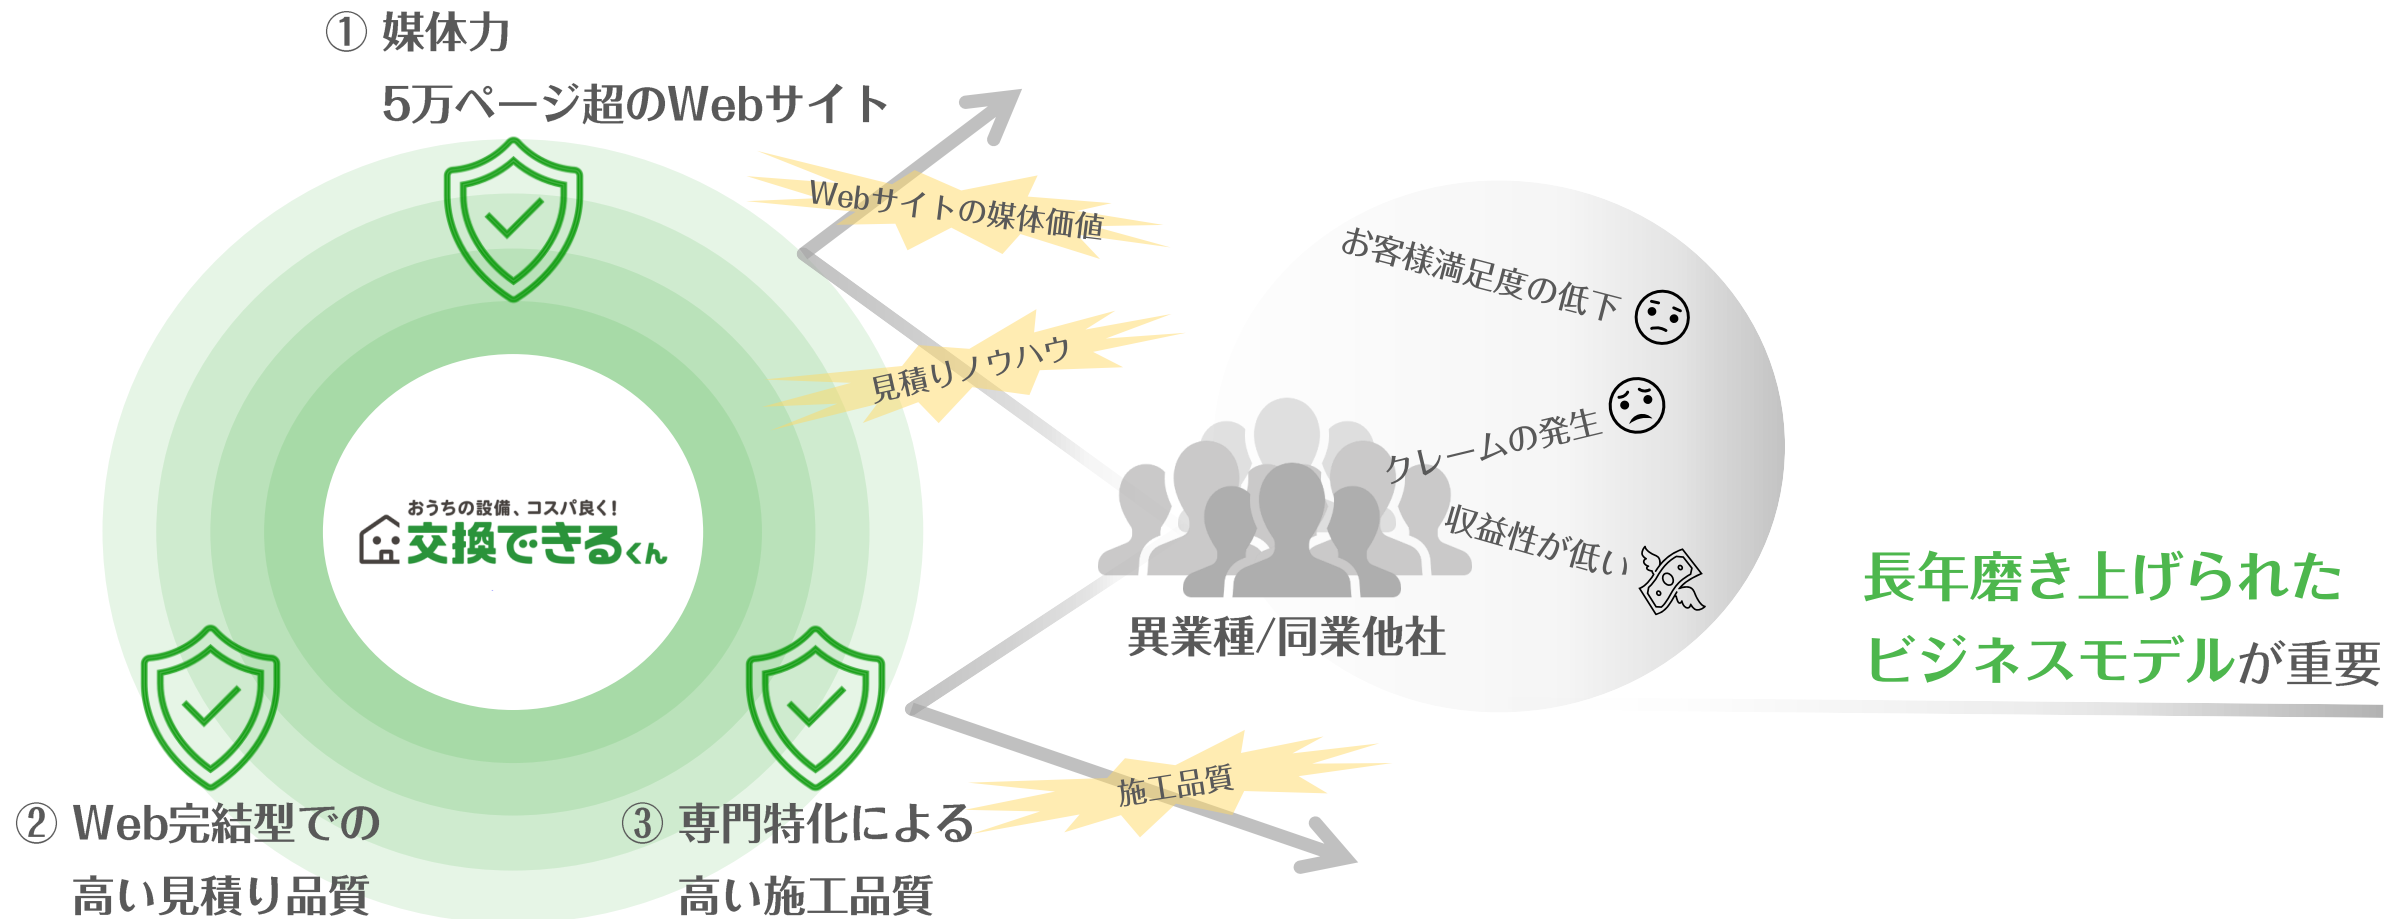 ① 媒体力
5万ページ超のWebサイト
Webサイトの媒体価値
見積りノウハウ
おうちの設備、コスパ良く!
交換できるくん
お客様満足度の低下
クレームの発生
収益性が低い
異業種/同業他社
長年磨き上げられた
ビジネスモデルが重要
施工品質
② Web完結型での
高い見積り品質
③ 専門特化による
高い施工品質